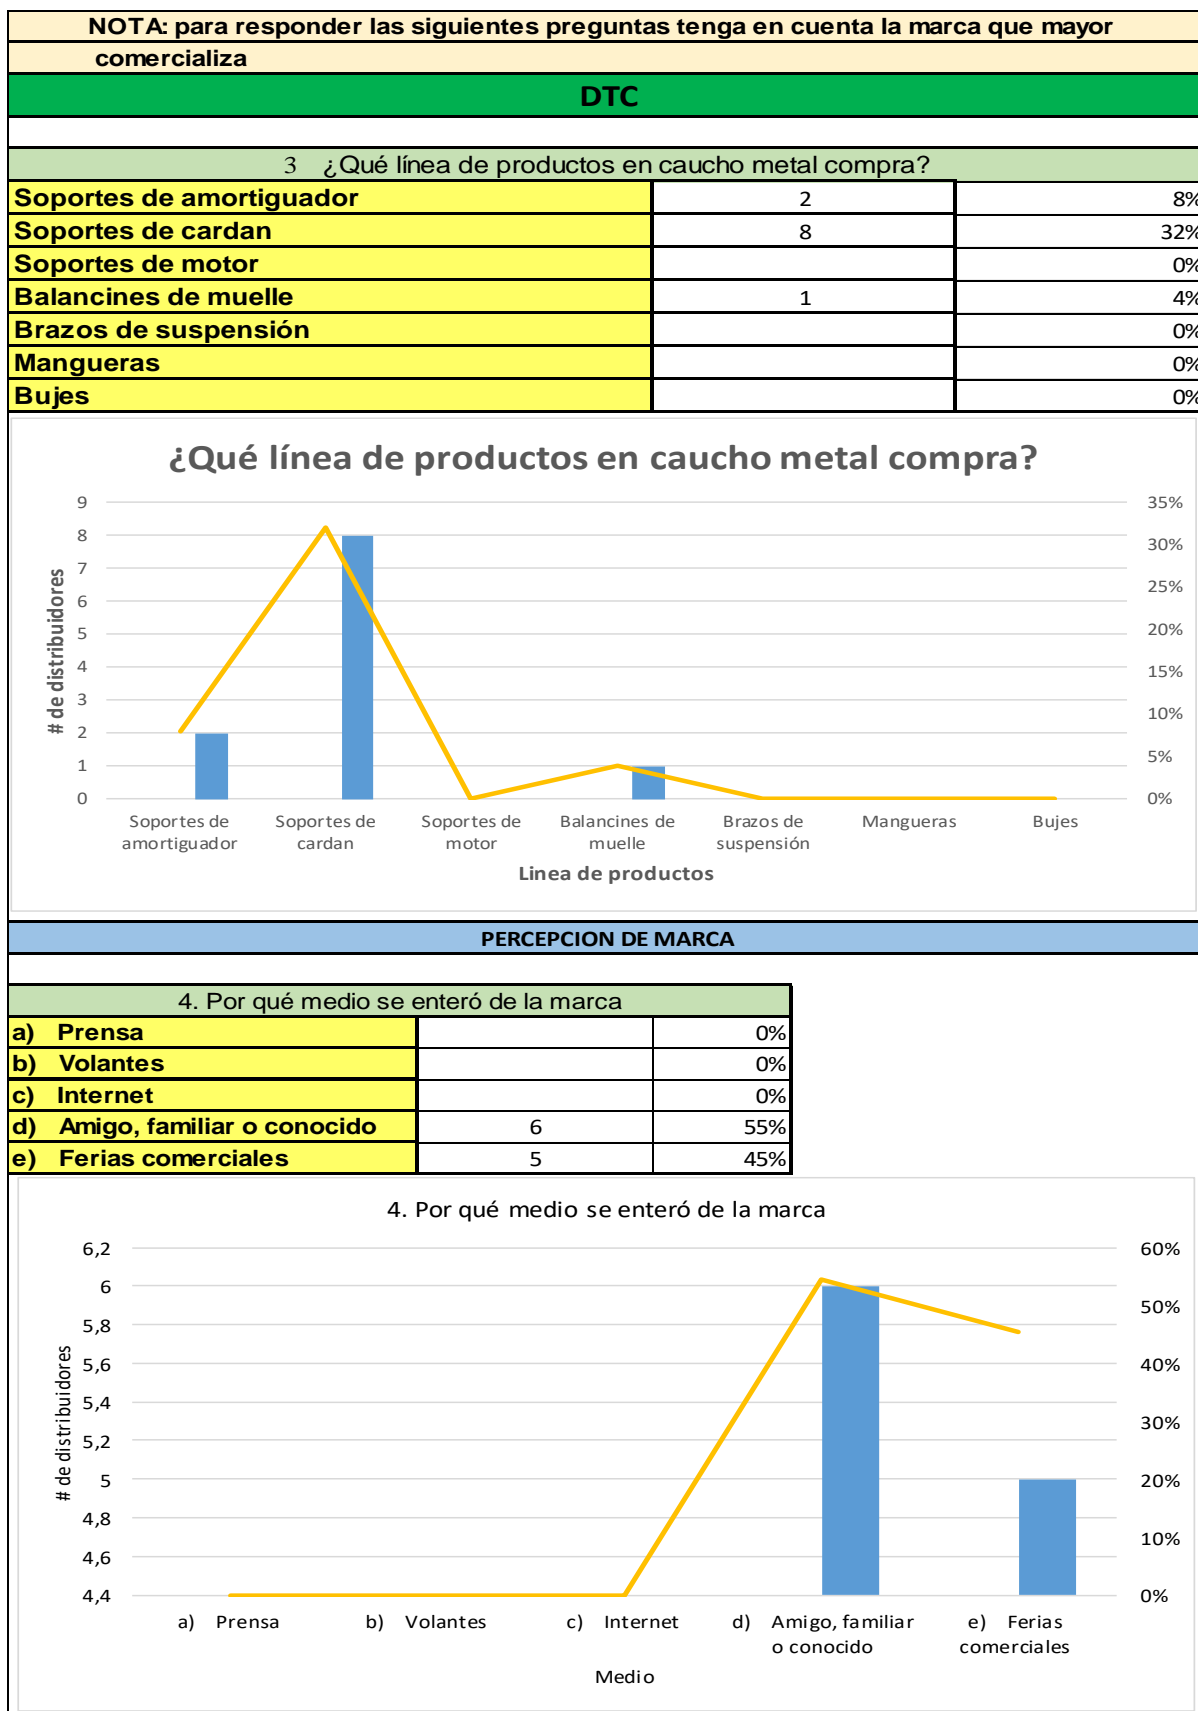 NOTA: para responder las siguientes preguntas tenga en cuenta la marca que mayor
comercializa
DTC
3 ¿Qué línea de productos en caucho metal compra?
Soportes de amortiguador 2 8%
Soportes de cardan 8 32%
Soportes de motor 0%
Balancines de muelle 1 4%
Brazos de suspensión 0%
Mangueras 0%
Bujes 0%
¿Qué línea de productos en caucho metal compra?
# de distribuidores
9 35%
8 30%
7 25%
6 20%
5 15%
4 10%
3 5%
2 0%
1
0
Soportes de amortiguador
Soportes de cardan
Soportes de motor
Balancines de muelle
Brazos de suspensión
Mangueras
Bujes
Linea de productos
PERCEPCION DE MARCA
4. Por qué medio se enteró de la marca
a) Prensa 0%
b) Volantes 0%
c) Internet 0%
d) Amigo, familiar o conocido 6 55%
e) Ferias comerciales 5 45%
4. Por qué medio se enteró de la marca
# de distribuidores
6,2 60%
6 50%
5,8 40%
5,6 30%
5,4 20%
5,2 10%
5 0%
4,8
4,6
4,4
a) Prensa
b) Volantes
c) Internet
d) Amigo, familiar o conocido
e) Ferias comerciales
Medio